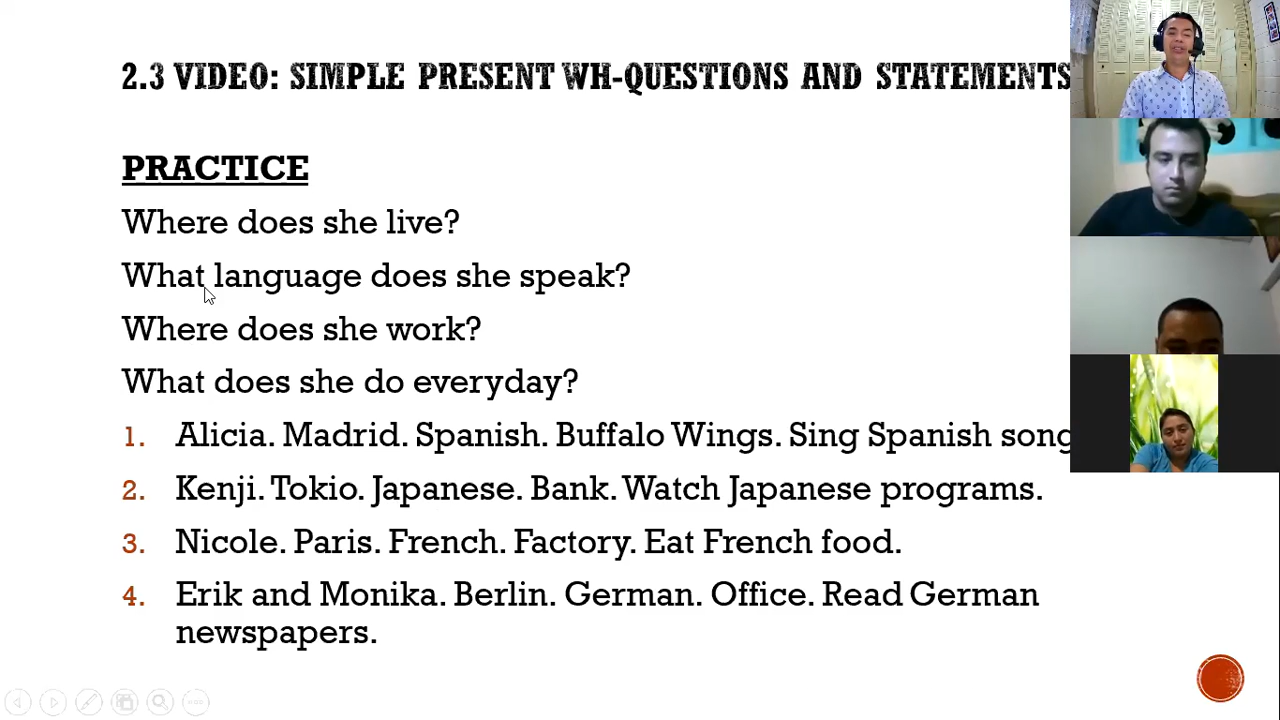 2.3 VIDEO: SIMPLE PRESENT WH-QUESTIONS AND STATEMENTS
PRACTICE
Where does she live?
What language does she speak?
Where does she work?
What does she do everyday?
1. Alicia. Madrid. Spanish. Buffalo Wings. Sing Spanish song
2. Kenji. Tokio. Japanese. Bank. Watch Japanese programs.
3. Nicole. Paris. French. Factory. Eat French food.
4. Erik and Monika. Berlin. German. Office. Read German
newspapers.